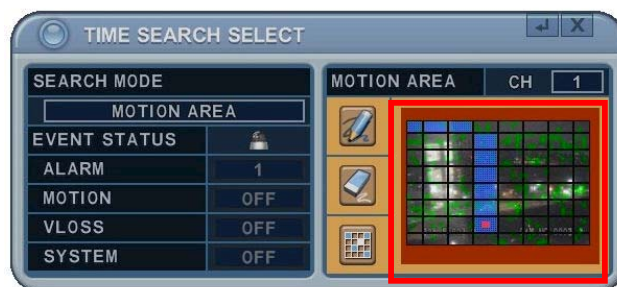 TIME SEARCH SELECT
SEARCH MODE
MOTION AREA
EVENT STATUS
ALARM 1
MOTION OFF
VLOSS OFF
SYSTEM OFF
MOTION AREA CH 1